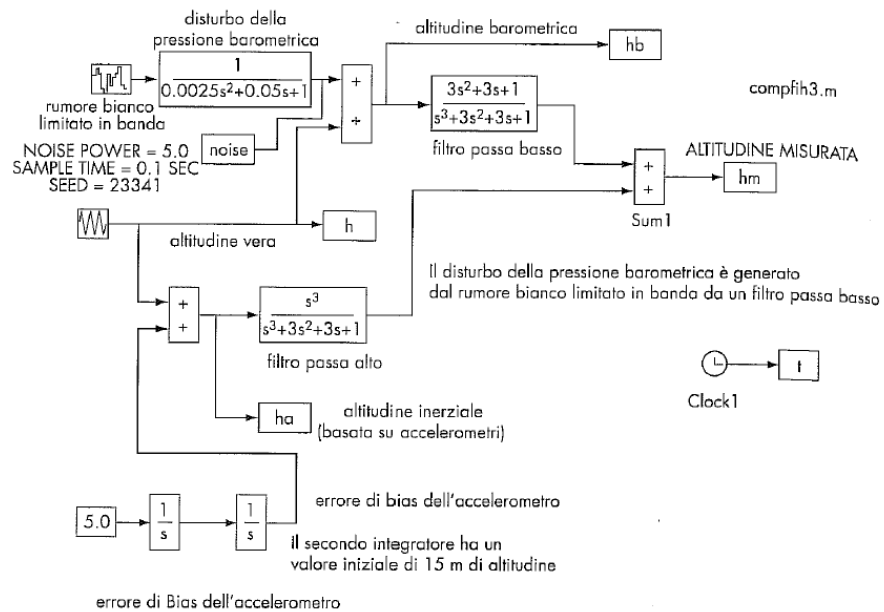 disturbo della
pressione barometrica
altitudine barometrica
hb
1
0.0025s²+0.05s+1
+
+
3s²+3s+1
s³+3s²+3s+1
compfih3.m
rumore bianco
limitato in banda
filtro passa basso
NOISE POWER = 5.0
SAMPLE TIME = 0.1 SEC
SEED = 23341
noise
+
+
ALTITUDINE MISURATA
hm
Sum1
h
altitudine vera
Il disturbo della pressione barometrica è generato
dal rumore bianco limitato in banda da un filtro passa basso
+
+
s³
s³+3s²+3s+1
filtro passa alto
t
Clock1
ha
altitudine inerziale
(basata su accelerometri)
errore di bias dell'accelerometro
5.0
1
s
1
s
Il secondo integratore ha un
valore iniziale di 15 m di altitudine
errore di Bias dell'accelerometro